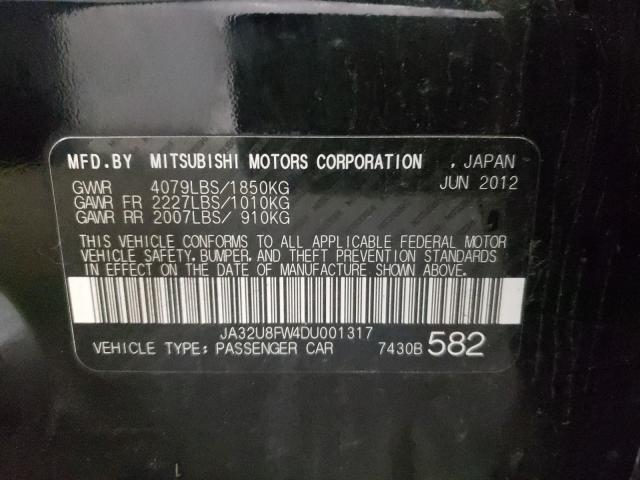 MFD.BY MITSUBISHI MOTORS CORPORATION , JAPAN
GVWR 4079LBS/1850KG JUN 2012
GAWR FR 2227LBS/1010KG
GAWR RR 2007LBS/ 910KG
THIS VEHICLE CONFORMS TO ALL APPLICABLE FEDERAL MOTOR
VEHICLE SAFETY, BUMPER, AND THEFT PREVENTION STANDARDS
IN EFFECT ON THE DATE OF MANUFACTURE SHOWN ABOVE.
JA32U8FW4DU001317
VEHICLE TYPE: PASSENGER CAR 7430B 582